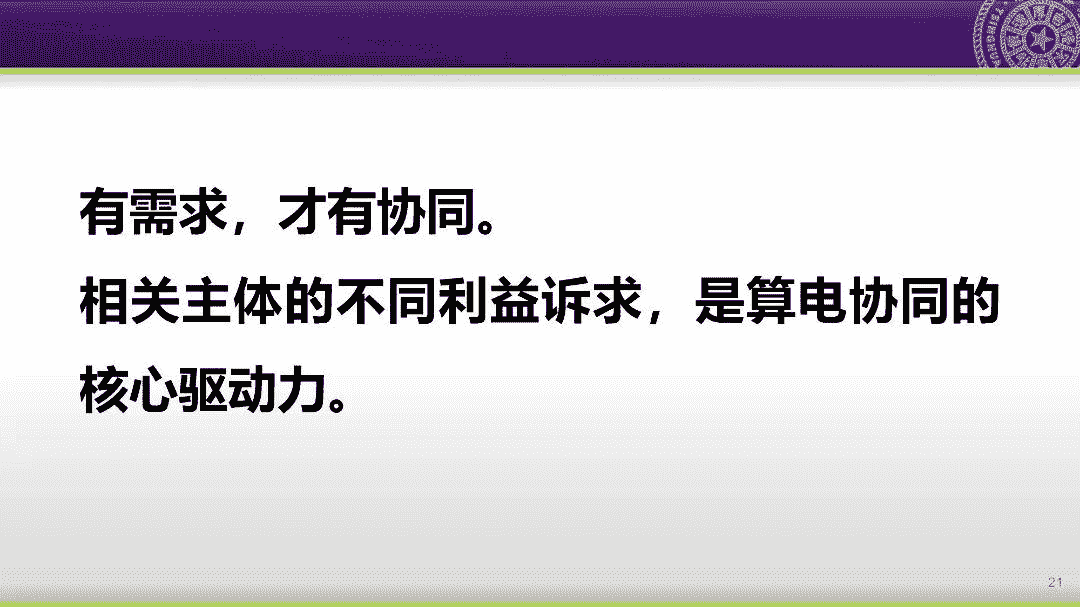 有需求，才有协同。
相关主体的不同利益诉求，是算电协同的
核心驱动力。
21